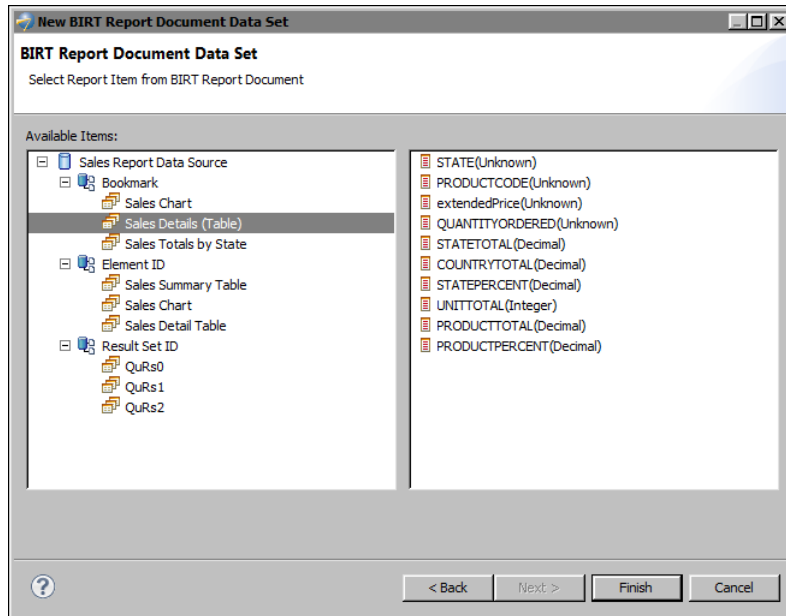 New BIRT Report Document Data Set
BIRT Report Document Data Set
Select Report Item from BIRT Report Document
Available Items:
Sales Report Data Source
Bookmark
Sales Chart
Sales Details (Table)
Sales Totals by State
Element ID
Sales Summary Table
Sales Chart
Sales Detail Table
Result Set ID
QuRs0
QuRs1
QuRs2
STATE(Unknown)
PRODUCTCODE(Unknown)
extendedPrice(Unknown)
QUANTITYORDERED(Unknown)
STATETOTAL(Decimal)
COUNTRYTOTAL(Decimal)
STATEPERCENT(Decimal)
UNITTOTAL(Integer)
PRODUCTTOTAL(Decimal)
PRODUCTPERCENT(Decimal)
? < Back Next > Finish Cancel